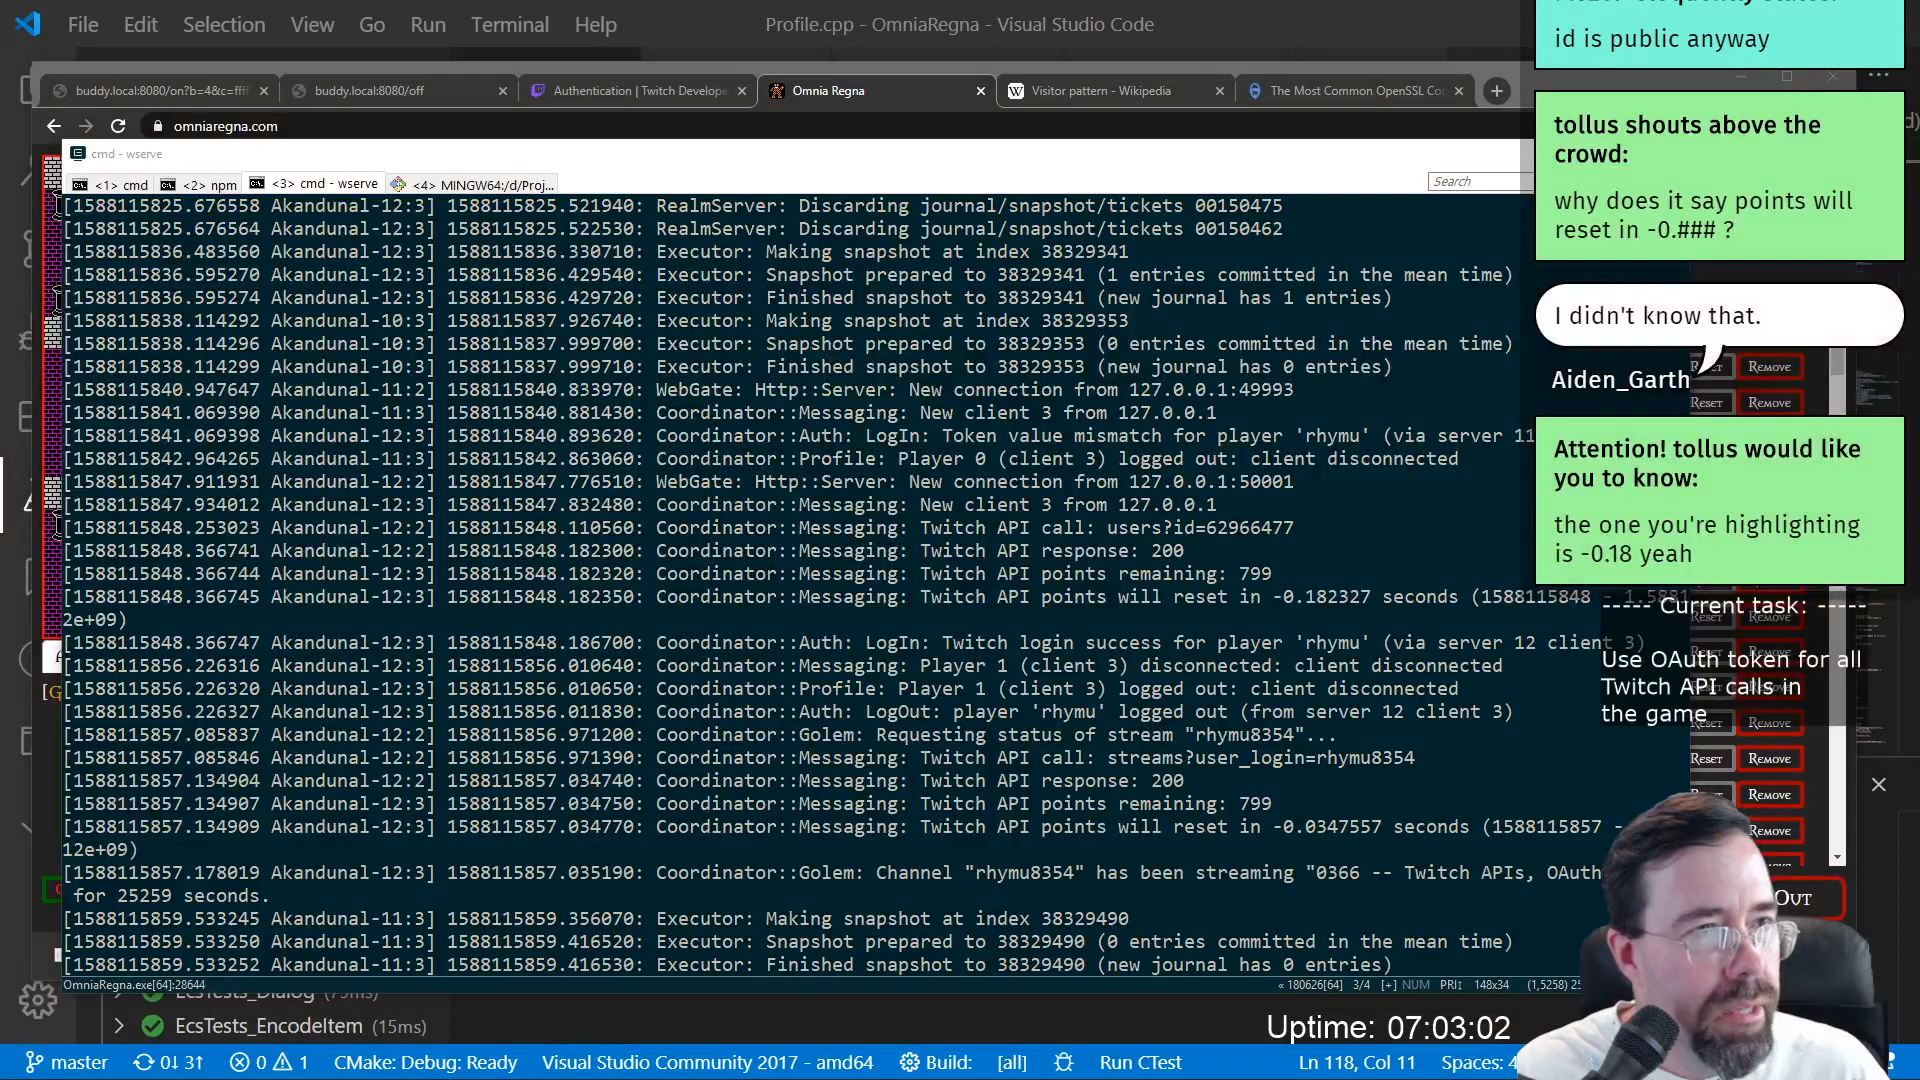 File Edit Selection View Go Run Terminal Help Profile.cpp - OmniaRegna - Visual Studio Code
buddy.local:8080/on?b=4&c=ffff buddy.local:8080/off Authentication | Twitch Develope Omnia Regna Visitor pattern - Wikipedia The Most Common OpenSSL Co
omniaregna.com
cmd - wserve
<1> cmd <2> npm <3> cmd - wserve <4> MINGW64:/d/Proj... Search
[1588115825.676558 Akandunal-12:3] 1588115825.521940: RealmServer: Discarding journal/snapshot/tickets 00150475
[1588115825.676564 Akandunal-12:3] 1588115825.522530: RealmServer: Discarding journal/snapshot/tickets 00150462
[1588115836.483560 Akandunal-12:3] 1588115836.330710: Executor: Making snapshot at index 38329341
[1588115836.595270 Akandunal-12:3] 1588115836.429540: Executor: Snapshot prepared to 38329341 (1 entries committed in the mean time)
[1588115836.595274 Akandunal-12:3] 1588115836.429720: Executor: Finished snapshot to 38329341 (new journal has 1 entries)
[1588115838.114292 Akandunal-10:3] 1588115837.926740: Executor: Making snapshot at index 38329353
[1588115838.114296 Akandunal-10:3] 1588115837.999700: Executor: Snapshot prepared to 38329353 (0 entries committed in the mean time)
[1588115838.114366 Akandunal-10:3] 1588115837.999710: Executor: Finished snapshot to 38329353 (new journal has 0 entries)
[1588115840.947647 Akandunal-11:2] 1588115840.833970: WebGate: Http::Server: New connection from 127.0.0.1:49993
[1588115841.069390 Akandunal-11:3] 1588115840.881430: Coordinator::Messaging: New client 3 from 127.0.0.1
[1588115841.069398 Akandunal-11:3] 1588115840.893620: Coordinator::Auth: LogIn: Token value mismatch for player 'rhymu' (via server 11
[1588115842.964265 Akandunal-11:3] 1588115842.863060: Coordinator::Profile: Player 0 (client 3) logged out: client disconnected
[1588115847.911931 Akandunal-12:2] 1588115847.776510: WebGate: Http::Server: New connection from 127.0.0.1:50001
[1588115847.934012 Akandunal-12:3] 1588115847.832480: Coordinator::Messaging: New client 3 from 127.0.0.1
[1588115848.253023 Akandunal-12:2] 1588115848.110560: Coordinator::Messaging: Twitch API call: users?id=62966477
[1588115848.366741 Akandunal-12:2] 1588115848.182300: Coordinator::Messaging: Twitch API response: 200
[1588115848.366744 Akandunal-12:3] 1588115848.182320: Coordinator::Messaging: Twitch API points remaining: 799
[1588115848.366745 Akandunal-12:3] 1588115848.182350: Coordinator::Messaging: Twitch API points will reset in -0.182327 seconds (1588115848 - 1.5881
2e+09)
[1588115848.366747 Akandunal-12:3] 1588115848.186700: Coordinator::Auth: LogIn: Twitch login success for player 'rhymu' (via server 12 client 3)
[1588115856.226316 Akandunal-12:3] 1588115856.010640: Coordinator::Messaging: Player 1 (client 3) disconnected: client disconnected
[1588115856.226320 Akandunal-12:3] 1588115856.010650: Coordinator::Profile: Player 1 (client 3) logged out: client disconnected
[1588115856.226327 Akandunal-12:3] 1588115856.011830: Coordinator::Auth: LogOut: player 'rhymu' logged out (from server 12 client 3)
[1588115857.085837 Akandunal-12:2] 1588115856.971200: Coordinator::Golem: Requesting status of stream "rhymu8354"...
[1588115857.085846 Akandunal-12:2] 1588115856.971390: Coordinator::Messaging: Twitch API call: streams?user_login=rhymu8354
[1588115857.134904 Akandunal-12:2] 1588115857.034740: Coordinator::Messaging: Twitch API response: 200
[1588115857.134907 Akandunal-12:3] 1588115857.034750: Coordinator::Messaging: Twitch API points remaining: 799
[1588115857.134909 Akandunal-12:3] 1588115857.034770: Coordinator::Messaging: Twitch API points will reset in -0.0347557 seconds (1588115857 -
12e+09)
[1588115857.178019 Akandunal-12:3] 1588115857.035190: Coordinator::Golem: Channel "rhymu8354" has been streaming "0366 -- Twitch APIs, OAuth
for 25259 seconds.
[1588115859.533245 Akandunal-11:3] 1588115859.356070: Executor: Making snapshot at index 38329490
[1588115859.533250 Akandunal-11:3] 1588115859.416520: Executor: Snapshot prepared to 38329490 (0 entries committed in the mean time)
[1588115859.533252 Akandunal-11:3] 1588115859.416530: Executor: Finished snapshot to 38329490 (new journal has 0 entries)
OmniaRegna.exe[64]:28644 « 180626[64] 3/4 [+] NUM PRI↕ 148x34 (1,5258) 25
id is public anyway
tollus shouts above the
crowd:
why does it say points will
reset in -0.### ?
I didn't know that.
Aiden_Garth
Attention! tollus would like
you to know:
the one you're highlighting
is -0.18 yeah
----- Current task: -----
Use OAuth token for all
Twitch API calls in
the game
Reset Remove
Reset Remove
Reset Remove
Remove
Remove
Out
EcsTests_Dialog
EcsTests_EncodeItem (15ms)
Uptime: 07:03:02
master 0↓ 3↑ 0 1 CMake: Debug: Ready Visual Studio Community 2017 - amd64 Build: [all] Run CTest Ln 118, Col 11 Spaces: 4